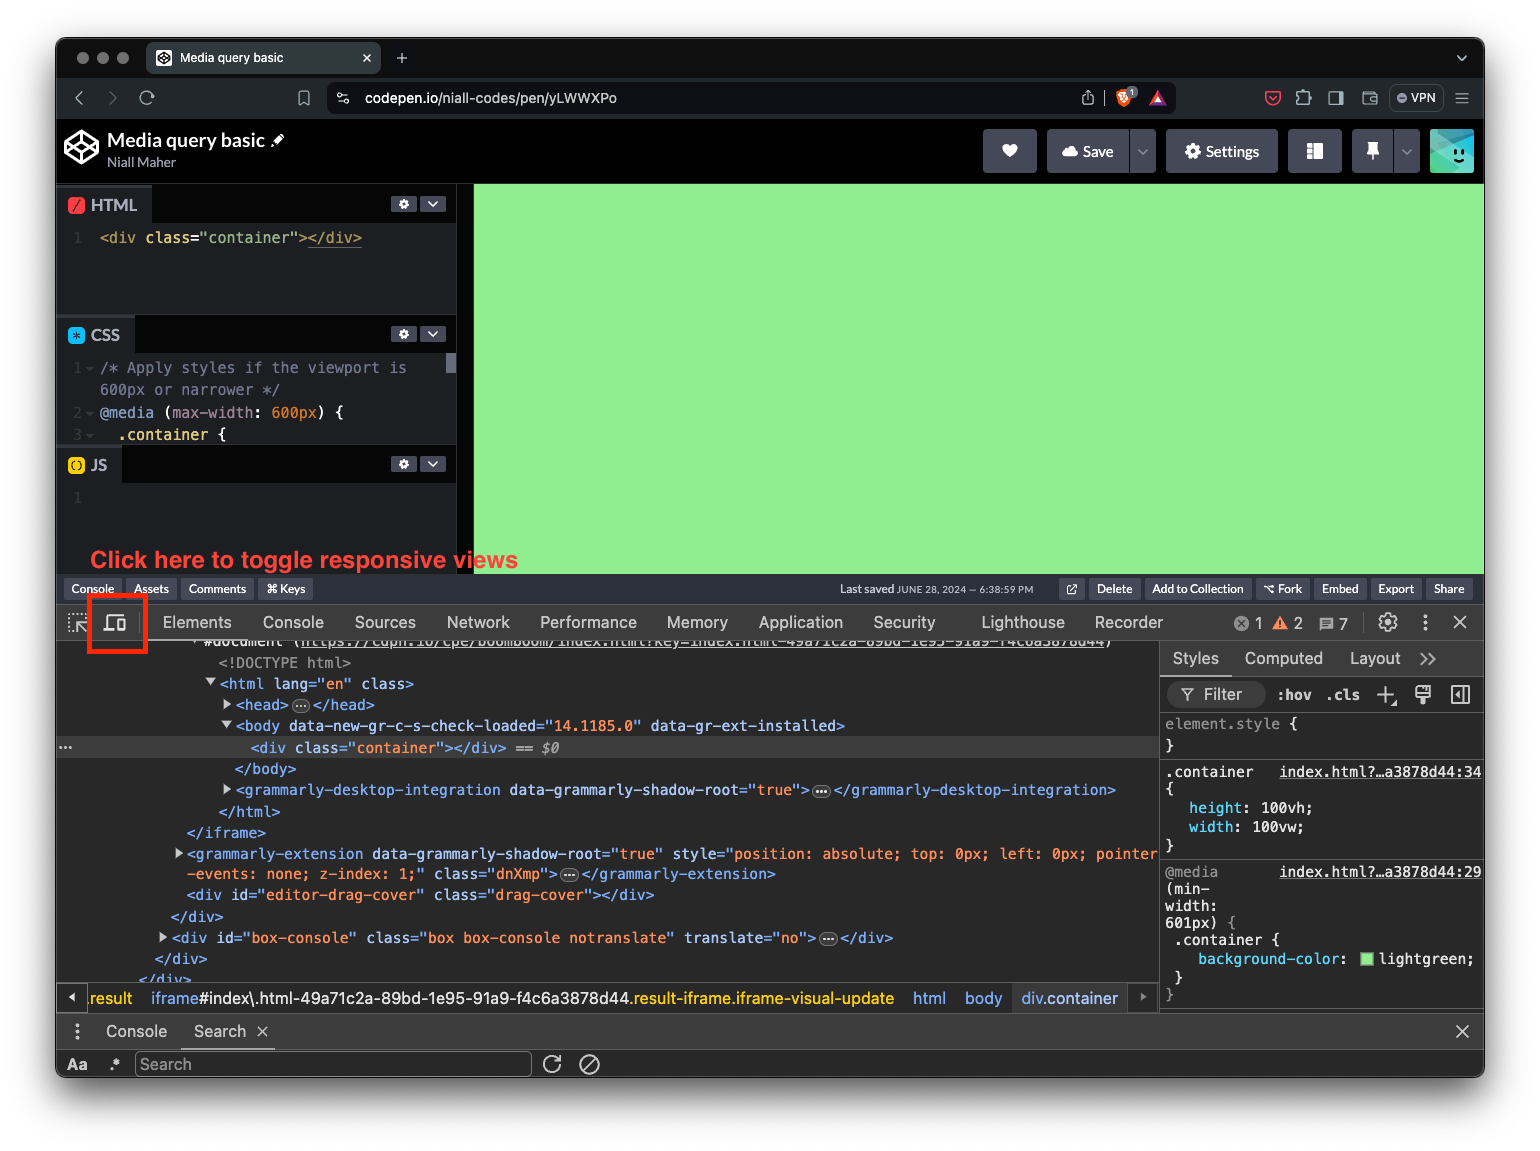 Media query basic
codepen.io/niall-codes/pen/yLWWXPo
1
VPN
Media query basic
Niall Maher
Save
Settings
HTML
1 <div class="container"></div>
CSS
1 /* Apply styles if the viewport is
600px or narrower */
2 @media (max-width: 600px) {
3 .container {
JS
1
Click here to toggle responsive views
Console Assets Comments ⌘ Keys
Last saved JUNE 28, 2024 — 6:38:59 PM
Delete Add to Collection Fork Embed Export Share
Elements Console Sources Network Performance Memory Application Security Lighthouse Recorder 1 2 7
#document (https://cdpn.io/cpe/boomboom/index.html?key=index.html-49a71c2a-89bd-1e95-91a9-f4c6a3878d44)
<!DOCTYPE html>
<html lang="en" class>
<head>…</head>
<body data-new-gr-c-s-check-loaded="14.1185.0" data-gr-ext-installed>
<div class="container"></div> == $0
</body>
<grammarly-desktop-integration data-grammarly-shadow-root="true">…</grammarly-desktop-integration>
</html>
</iframe>
<grammarly-extension data-grammarly-shadow-root="true" style="position: absolute; top: 0px; left: 0px; pointer
-events: none; z-index: 1;" class="dnXmp">…</grammarly-extension>
<div id="editor-drag-cover" class="drag-cover"></div>
</div>
<div id="box-console" class="box box-console notranslate" translate="no">…</div>
</div>
</div>
Styles Computed Layout
Filter :hov .cls
element.style {
}
.container index.html?…a3878d44:34
{
height: 100vh;
width: 100vw;
}
@media index.html?…a3878d44:29
(min-
width:
601px) {
.container {
background-color: lightgreen;
}
}
.result iframe#index\.html-49a71c2a-89bd-1e95-91a9-f4c6a3878d44.result-iframe.iframe-visual-update html body div.container
Console Search
Aa .* Search